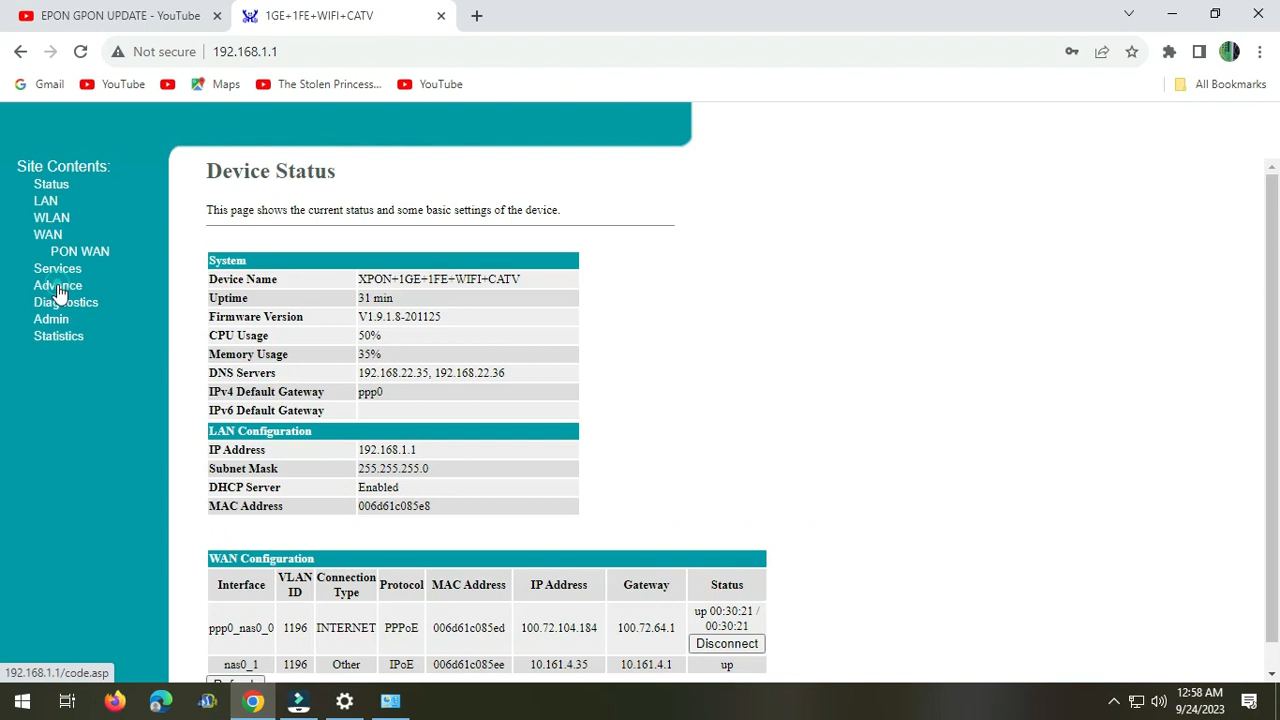 EPON GPON UPDATE - YouTube
1GE+1FE+WIFI+CATV
Not secure
192.168.1.1
Gmail
YouTube
Maps
The Stolen Princess...
YouTube
All Bookmarks
Site Contents:
Status
LAN
WLAN
WAN
PON WAN
Services
Advance
Diagnostics
Admin
Statistics
Device Status
This page shows the current status and some basic settings of the device.
System
Device Name XPON+1GE+1FE+WIFI+CATV
Uptime 31 min
Firmware Version V1.9.1.8-201125
CPU Usage 50%
Memory Usage 35%
DNS Servers 192.168.22.35, 192.168.22.36
IPv4 Default Gateway ppp0
IPv6 Default Gateway
LAN Configuration
IP Address 192.168.1.1
Subnet Mask 255.255.255.0
DHCP Server Enabled
MAC Address 006d61c085e8
WAN Configuration
Interface VLAN ID Connection Type Protocol MAC Address IP Address Gateway Status
ppp0_nas0_0 1196 INTERNET PPPoE 006d61c085ed 100.72.104.184 100.72.64.1 up 00:30:21 / 00:30:21
Disconnect
nas0_1 1196 Other IPoE 006d61c085ee 10.161.4.35 10.161.4.1 up
192.168.1.1/code.asp
12:58 AM
9/24/2023